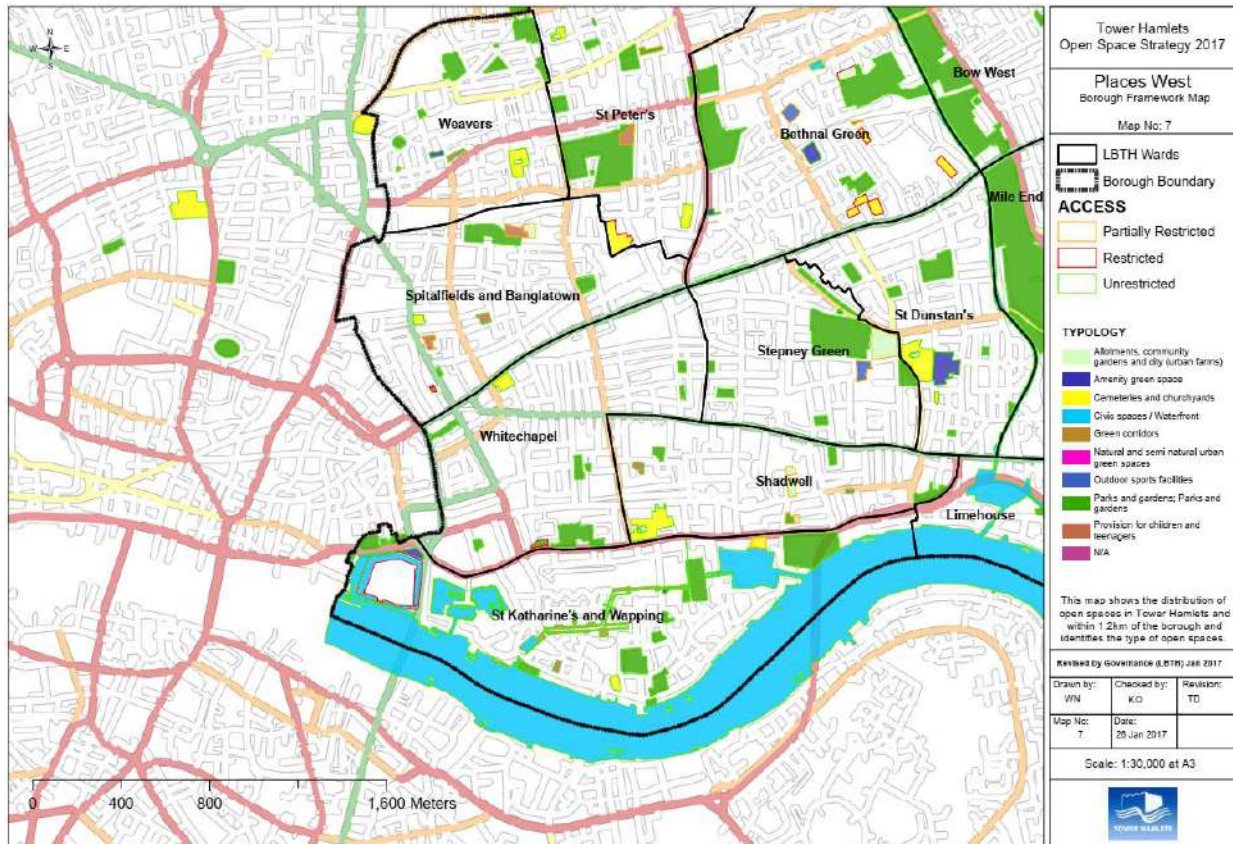 N
W E
S
Weavers
St Peter's
Bow West
Bethnal Green
Mile End
Spitalfields and Banglatown
St Dunstan's
Stepney Green
Whitechapel
Shadwell
Limehouse
St Katharine's and Wapping
0 400 800 1,600 Meters
Tower Hamlets
Open Space Strategy 2017
Places West
Borough Framework Map
Map No: 7
LBTH Wards
Borough Boundary
ACCESS
Partially Restricted
Restricted
Unrestricted
TYPOLOGY
Allotments, community
gardens and city (urban farms)
Amenity green space
Cemeteries and churchyards
Civic spaces / Waterfront
Green corridors
Natural and semi natural urban
green spaces
Outdoor sports facilities
Parks and gardens; Parks and
gardens
Provision for children and
teenagers
N/A
This map shows the distribution of
open spaces in Tower Hamlets and
within 1.2km of the borough and
identifies the type of open spaces.
Revised by Governance (LBTH) Jan 2017
Drawn by: Checked by: Revision:
WN KO TD
Map No: Date:
7 26 Jan 2017
Scale: 1:30,000 at A3
TOWER HAMLETS